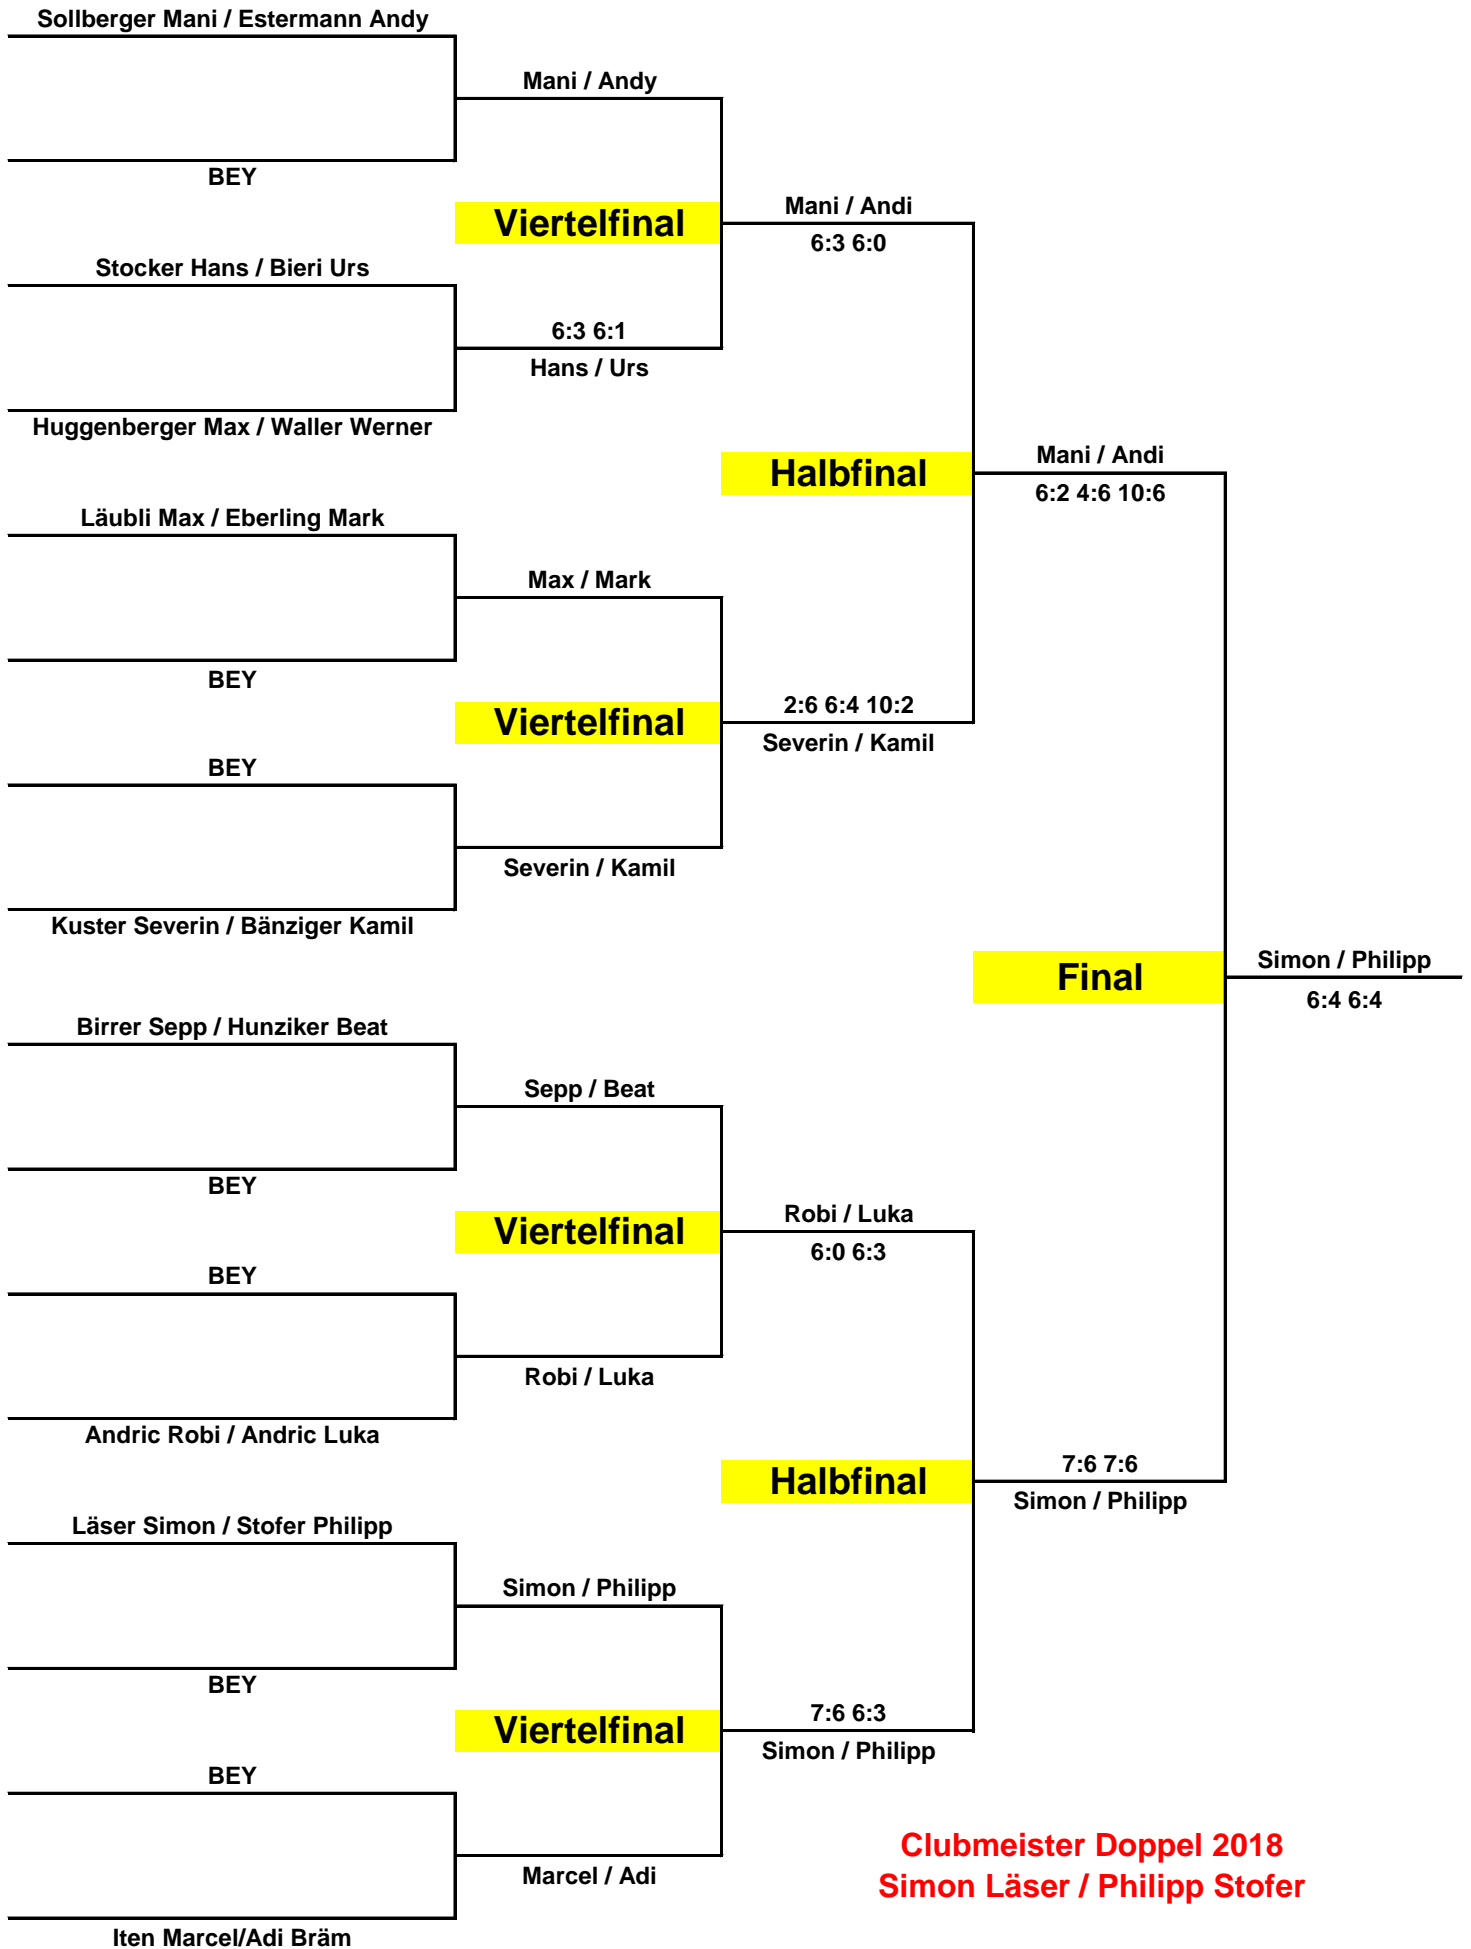 Sollberger Mani / Estermann Andy
Mani / Andy
BEY
Viertelfinal
Mani / Andi
6:3 6:0
Stocker Hans / Bieri Urs
6:3 6:1
Hans / Urs
Huggenberger Max / Waller Werner
Halbfinal
Mani / Andi
6:2 4:6 10:6
Läubli Max / Eberling Mark
Max / Mark
BEY
Viertelfinal
2:6 6:4 10:2
Severin / Kamil
BEY
Severin / Kamil
Kuster Severin / Bänziger Kamil
Final
Simon / Philipp
6:4 6:4
Birrer Sepp / Hunziker Beat
Sepp / Beat
BEY
Viertelfinal
Robi / Luka
6:0 6:3
BEY
Robi / Luka
Andric Robi / Andric Luka
Halbfinal
7:6 7:6
Simon / Philipp
Läser Simon / Stofer Philipp
Simon / Philipp
BEY
Viertelfinal
7:6 6:3
Simon / Philipp
BEY
Marcel / Adi
Iten Marcel/Adi Bräm
Clubmeister Doppel 2018
Simon Läser / Philipp Stofer